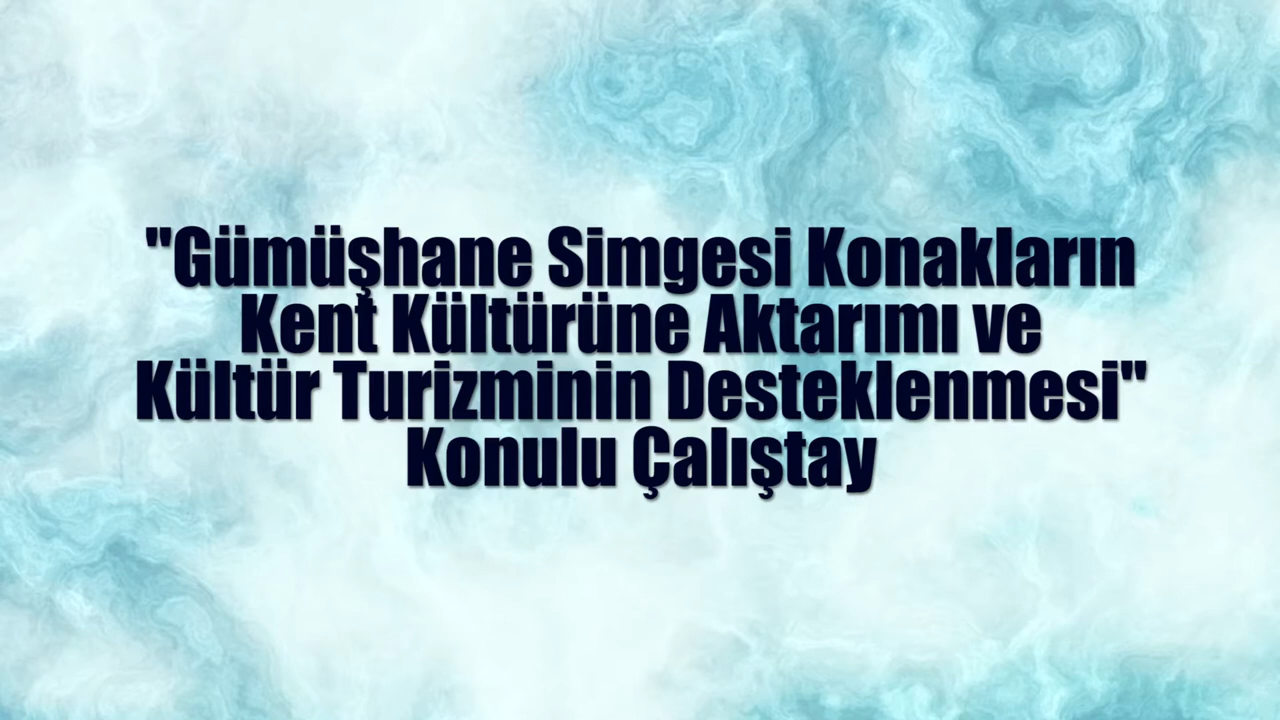 "Gümüşhane Simgesi Konakların
Kent Kültürüne Aktarımı ve
Kültür Turizminin Desteklenmesi"
Konulu Çalıştay